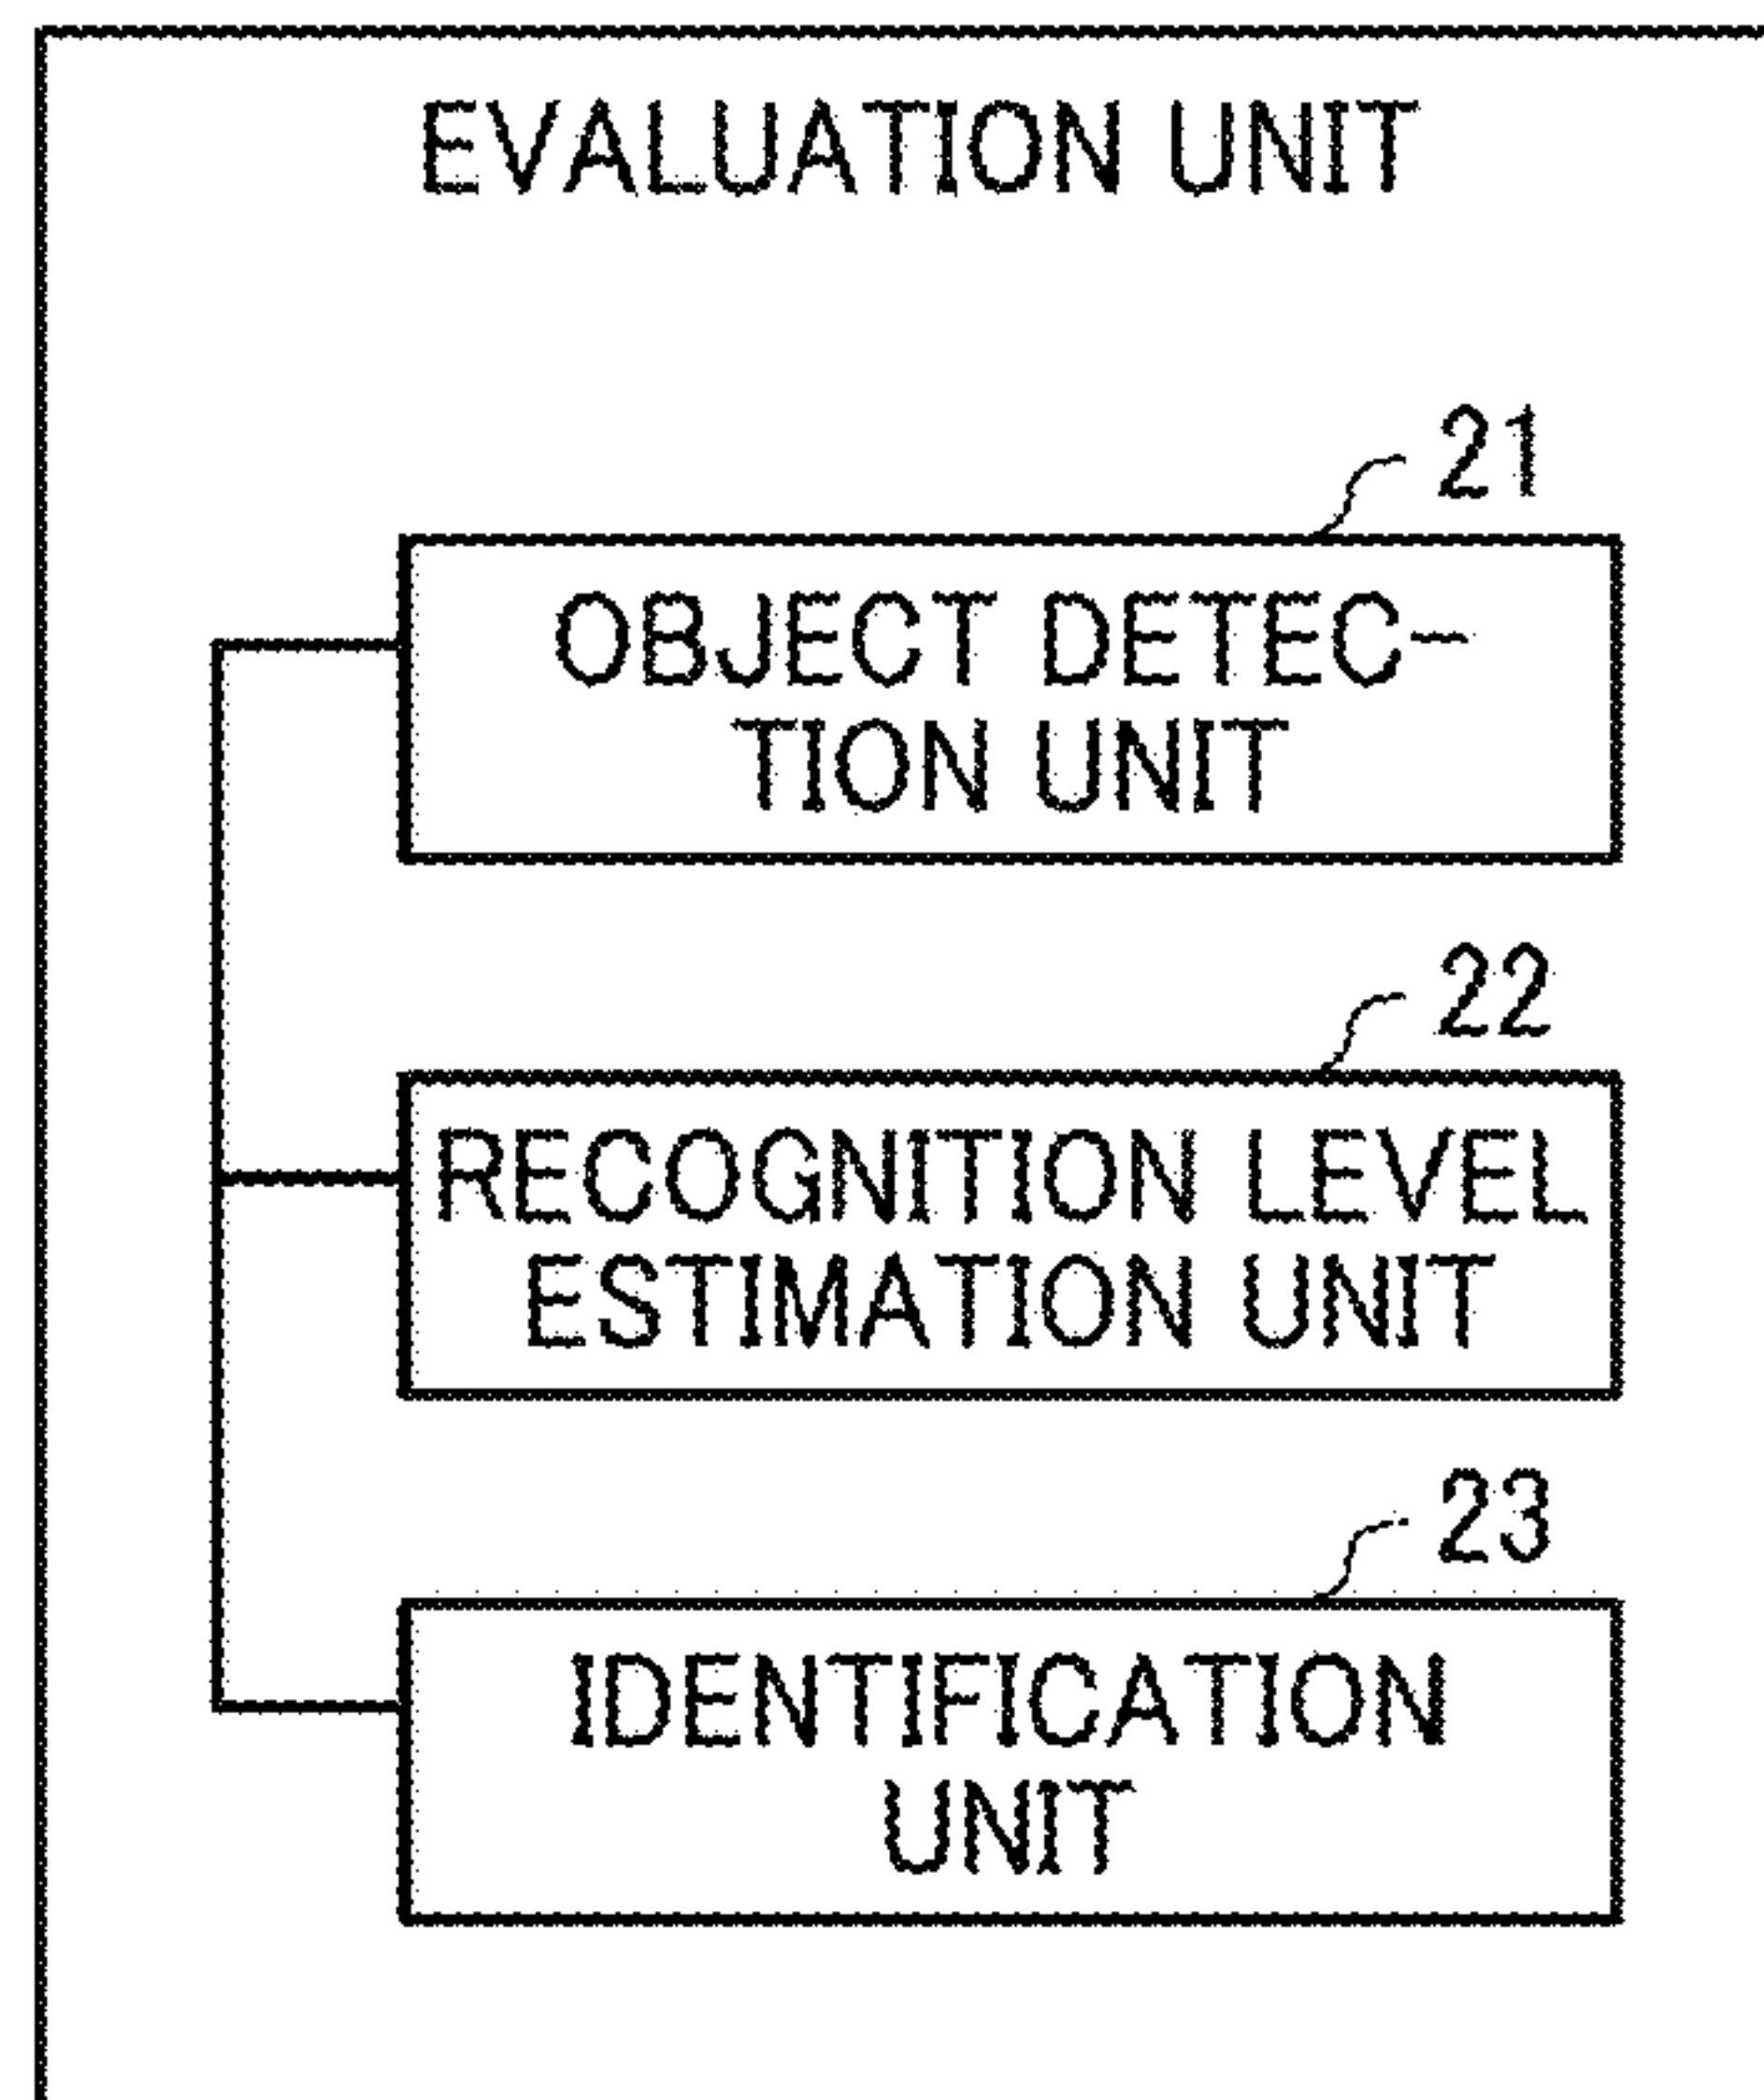 EVALUATION UNIT
21
OBJECT DETEC-
TION UNIT
22
RECOGNITION LEVEL
ESTIMATION UNIT
23
IDENTIFICATION
UNIT